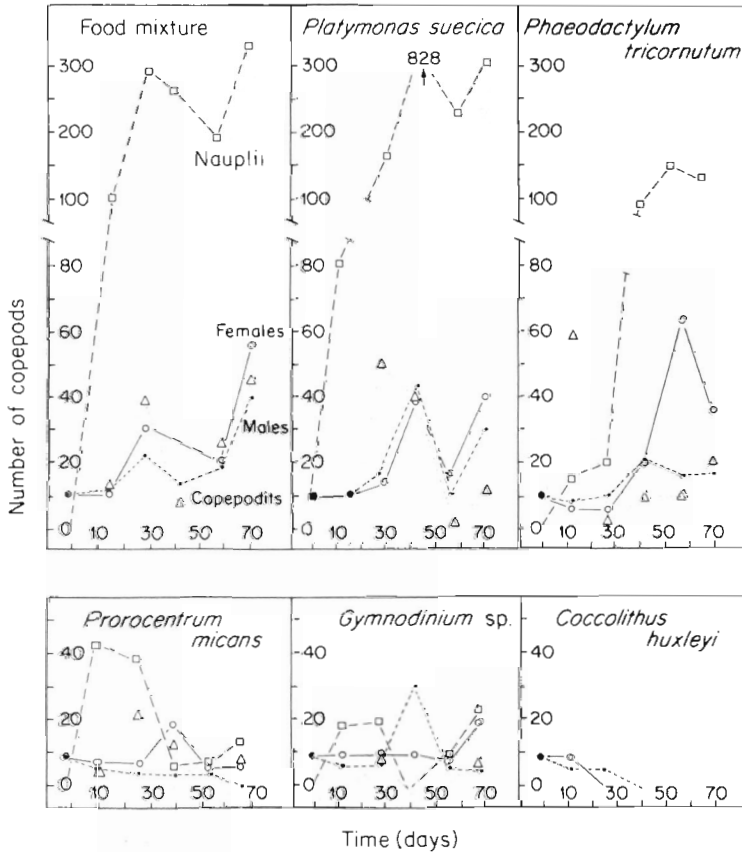 Food mixture
Platymonas suecica
Phaeodactylum
tricornutum
828
300
200
100
80
60
40
20
0
Nauplii
Females
Males
Copepodits
10 30 50 70
300
200
100
80
60
40
20
0
10 30 50 70
300
200
100
80
60
40
20
0
10 30 50 70
Number of copepods
Prorocentrum
micans
40
20
0
10 30 50 70
Gymnodinium sp.
40
20
0
10 30 50 70
Coccolithus
huxleyi
40
20
0
10 30 50 70
Time (days)